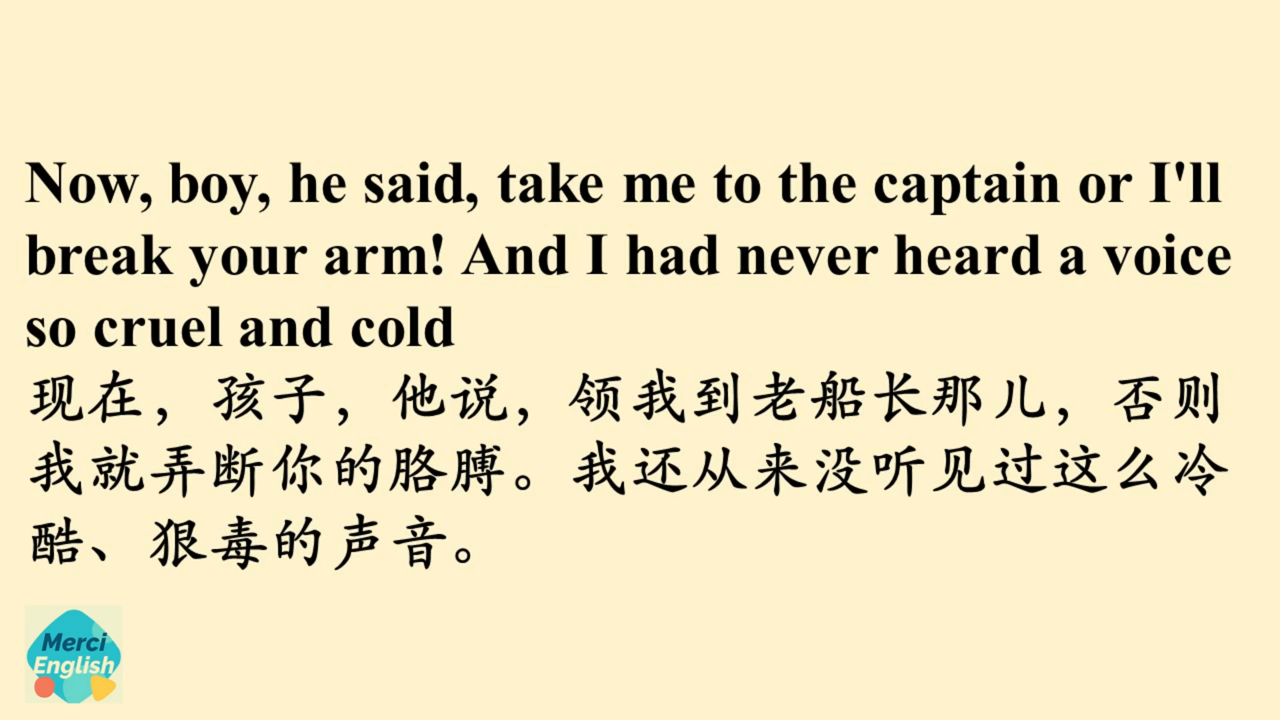 Now, boy, he said, take me to the captain or I'll
break your arm! And I had never heard a voice
so cruel and cold
现在，孩子，他说，领我到老船长那儿，否则
我就弄断你的胳膊。我还从来没听见过这么冷
酷、狠毒的声音。
Merci
English